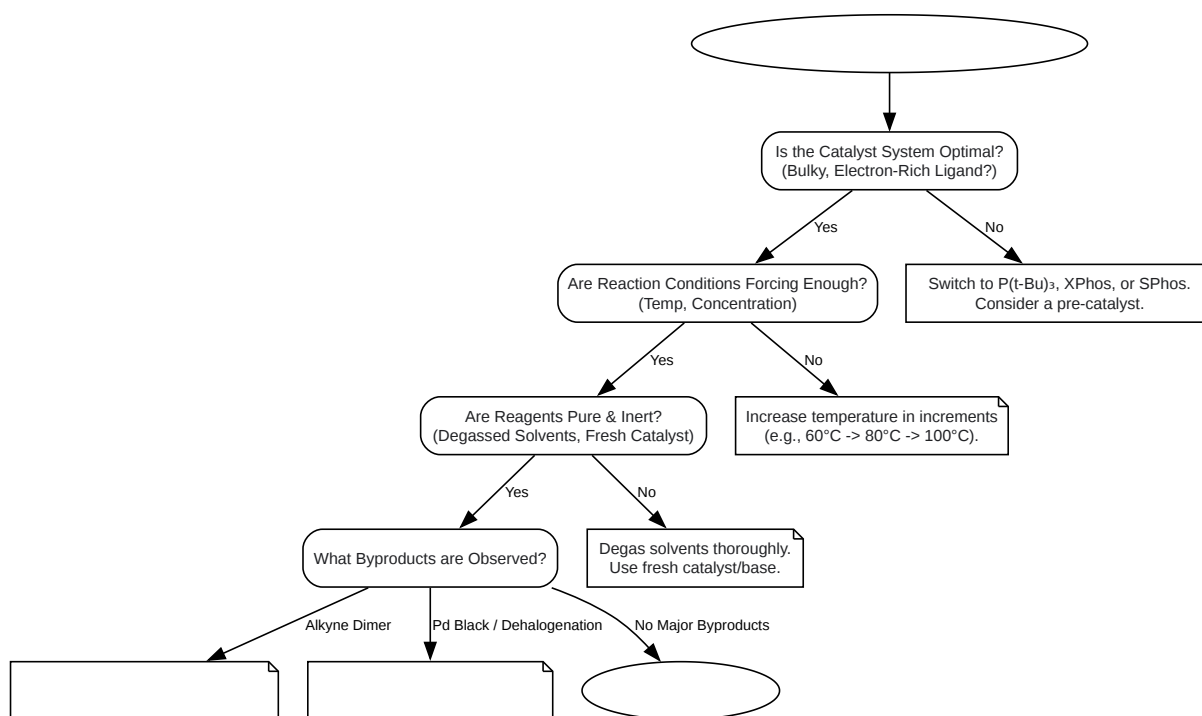 Is the Catalyst System Optimal?
(Bulky, Electron-Rich Ligand?)
Yes
No
Are Reaction Conditions Forcing Enough?
(Temp, Concentration)
Switch to P(t-Bu)₃, XPhos, or SPhos.
Consider a pre-catalyst.
Yes
No
Are Reagents Pure & Inert?
(Degassed Solvents, Fresh Catalyst)
Increase temperature in increments
(e.g., 60°C -> 80°C -> 100°C).
Yes
No
What Byproducts are Observed?
Degas solvents thoroughly.
Use fresh catalyst/base.
Alkyne Dimer
Pd Black / Dehalogenation
No Major Byproducts